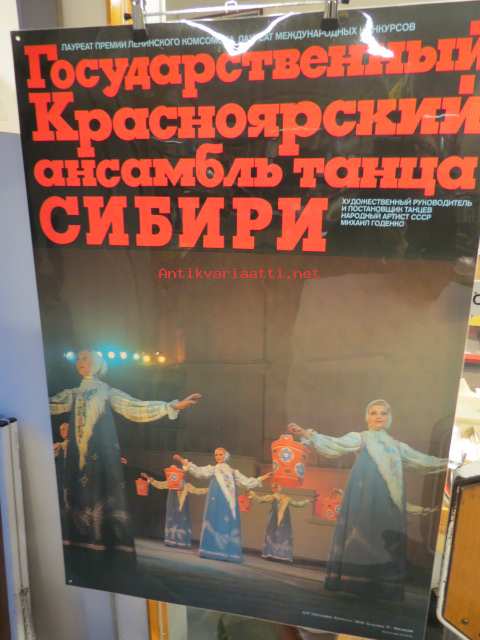 ЛАУРЕАТ ПРЕМИИ ЛЕНИНСКОГО КОМСОМОЛА, ЛАУРЕАТ МЕЖДУНАРОДНЫХ КОНКУРСОВ
Государственный
Красноярский
ансамбль танца
СИБИРИ
ХУДОЖЕСТВЕННЫЙ РУКОВОДИТЕЛЬ
И ПОСТАНОВЩИК ТАНЦЕВ
НАРОДНЫЙ АРТИСТ СССР
МИХАИЛ ГОДЕНКО
Antikvariaatti.net